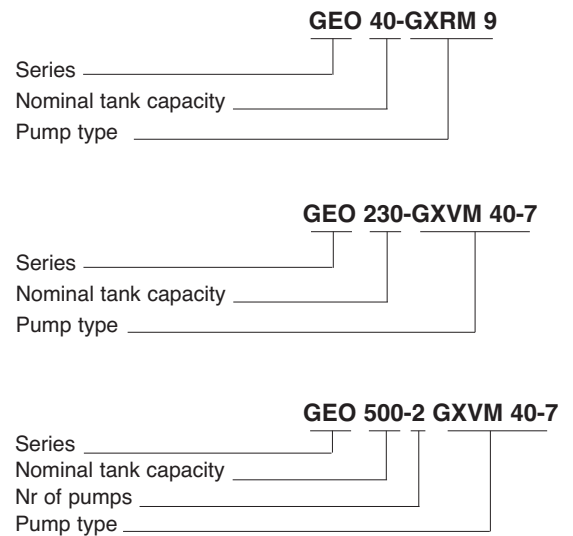 GEO 40-GXRM 9
Series
Nominal tank capacity
Pump type
GEO 230-GXVM 40-7
Series
Nominal tank capacity
Pump type
GEO 500-2 GXVM 40-7
Series
Nominal tank capacity
Nr of pumps
Pump type